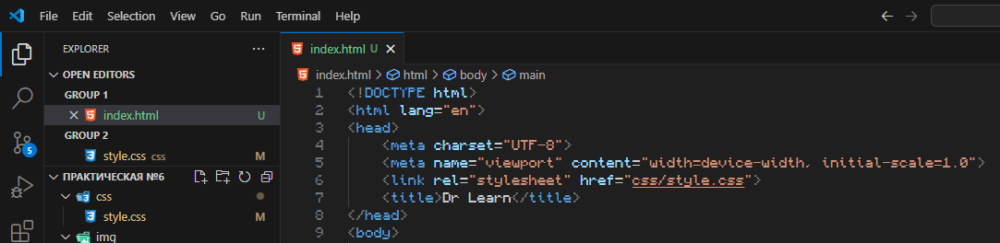 File Edit Selection View Go Run Terminal Help
EXPLORER ...
index.html U
OPEN EDITORS
GROUP 1
index.html U
GROUP 2
style.css css M
ПРАКТИЧЕСКАЯ №6
css
style.css M
img
5
index.html > html > body > main
1 <!DOCTYPE html>
2 <html lang="en">
3 <head>
4 <meta charset="UTF-8">
5 <meta name="viewport" content="width=device-width, initial-scale=1.0">
6 <link rel="stylesheet" href="css/style.css">
7 <title>Dr Learn</title>
8 </head>
9 <body>